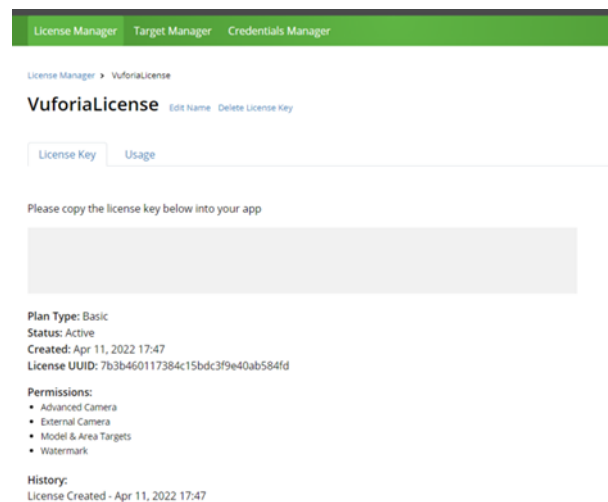 License Manager Target Manager Credentials Manager
License Manager > VuforiaLicense
VuforiaLicense Edit Name Delete License Key
License Key Usage
Please copy the license key below into your app
Plan Type: Basic
Status: Active
Created: Apr 11, 2022 17:47
License UUID: 7b3b460117384c15bdc3f9e40ab584fd
Permissions:
• Advanced Camera
• External Camera
• Model & Area Targets
• Watermark
History:
License Created - Apr 11, 2022 17:47